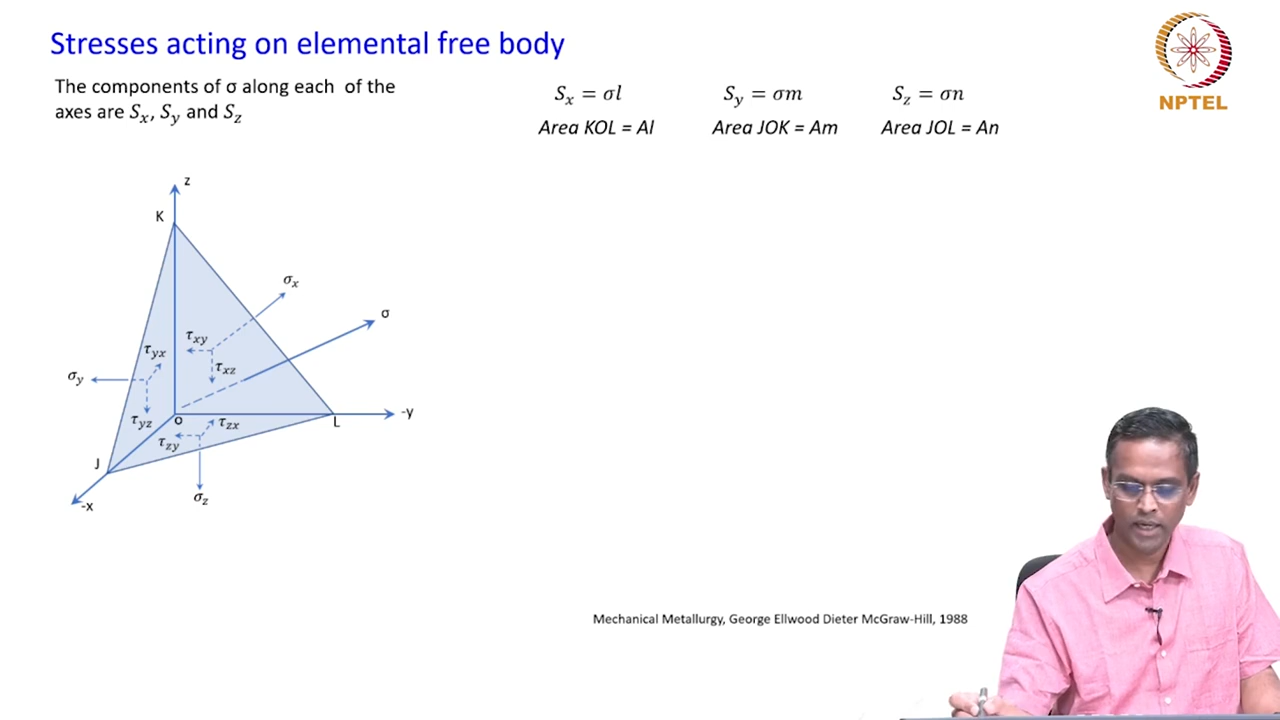 Stresses acting on elemental free body
The components of σ along each of the
axes are Sₓ, S_y and S_z
Sₓ = σl
S_y = σm
S_z = σn
Area KOL = Al
Area JOK = Am
Area JOL = An
NPTEL
z
K
σₓ
σ
τ_xy
τ_yx
τ_xz
σ_y
-y
τ_yz
o
τ_zx
L
τ_zy
J
σ_z
-x
Mechanical Metallurgy, George Ellwood Dieter McGraw-Hill, 1988